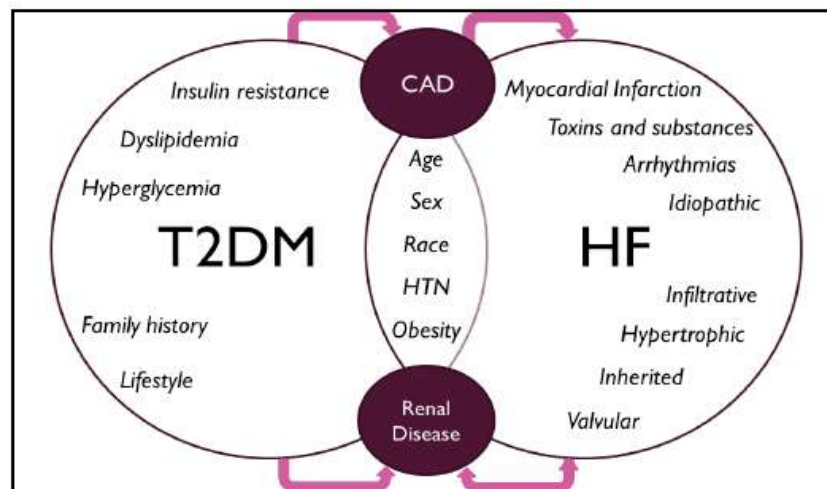 CAD
Insulin resistance
Dyslipidemia
Hyperglycemia
T2DM
Family history
Lifestyle
Age
Sex
Race
HTN
Obesity
Renal
Disease
Myocardial Infarction
Toxins and substances
Arrhythmias
Idiopathic
HF
Infiltrative
Hypertrophic
Inherited
Valvular